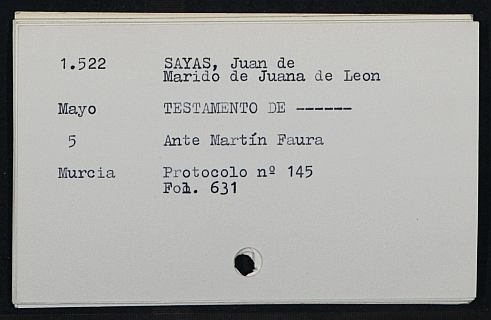 1.522 SAYAS, Juan de
Marido de Juana de Leon
Mayo TESTAMENTO DE ------
5 Ante Martín Faura
Murcia Protocolo nº 145
Fol. 631